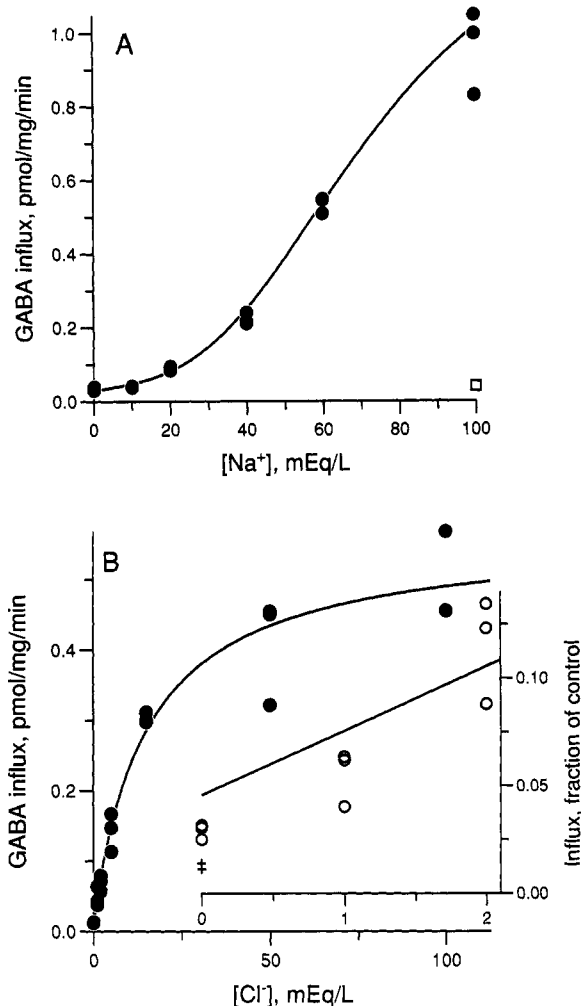 A
GABA influx, pmol/mg/min
1.0
0.8
0.6
0.4
0.2
0.0
0 20 40 60 80 100
[Na⁺], mEq/L
B
GABA influx, pmol/mg/min
0.4
0.2
0.0
0 50 100
[Cl⁻], mEq/L
Influx, fraction of control
0.10
0.05
0.00
0 1 2
‡